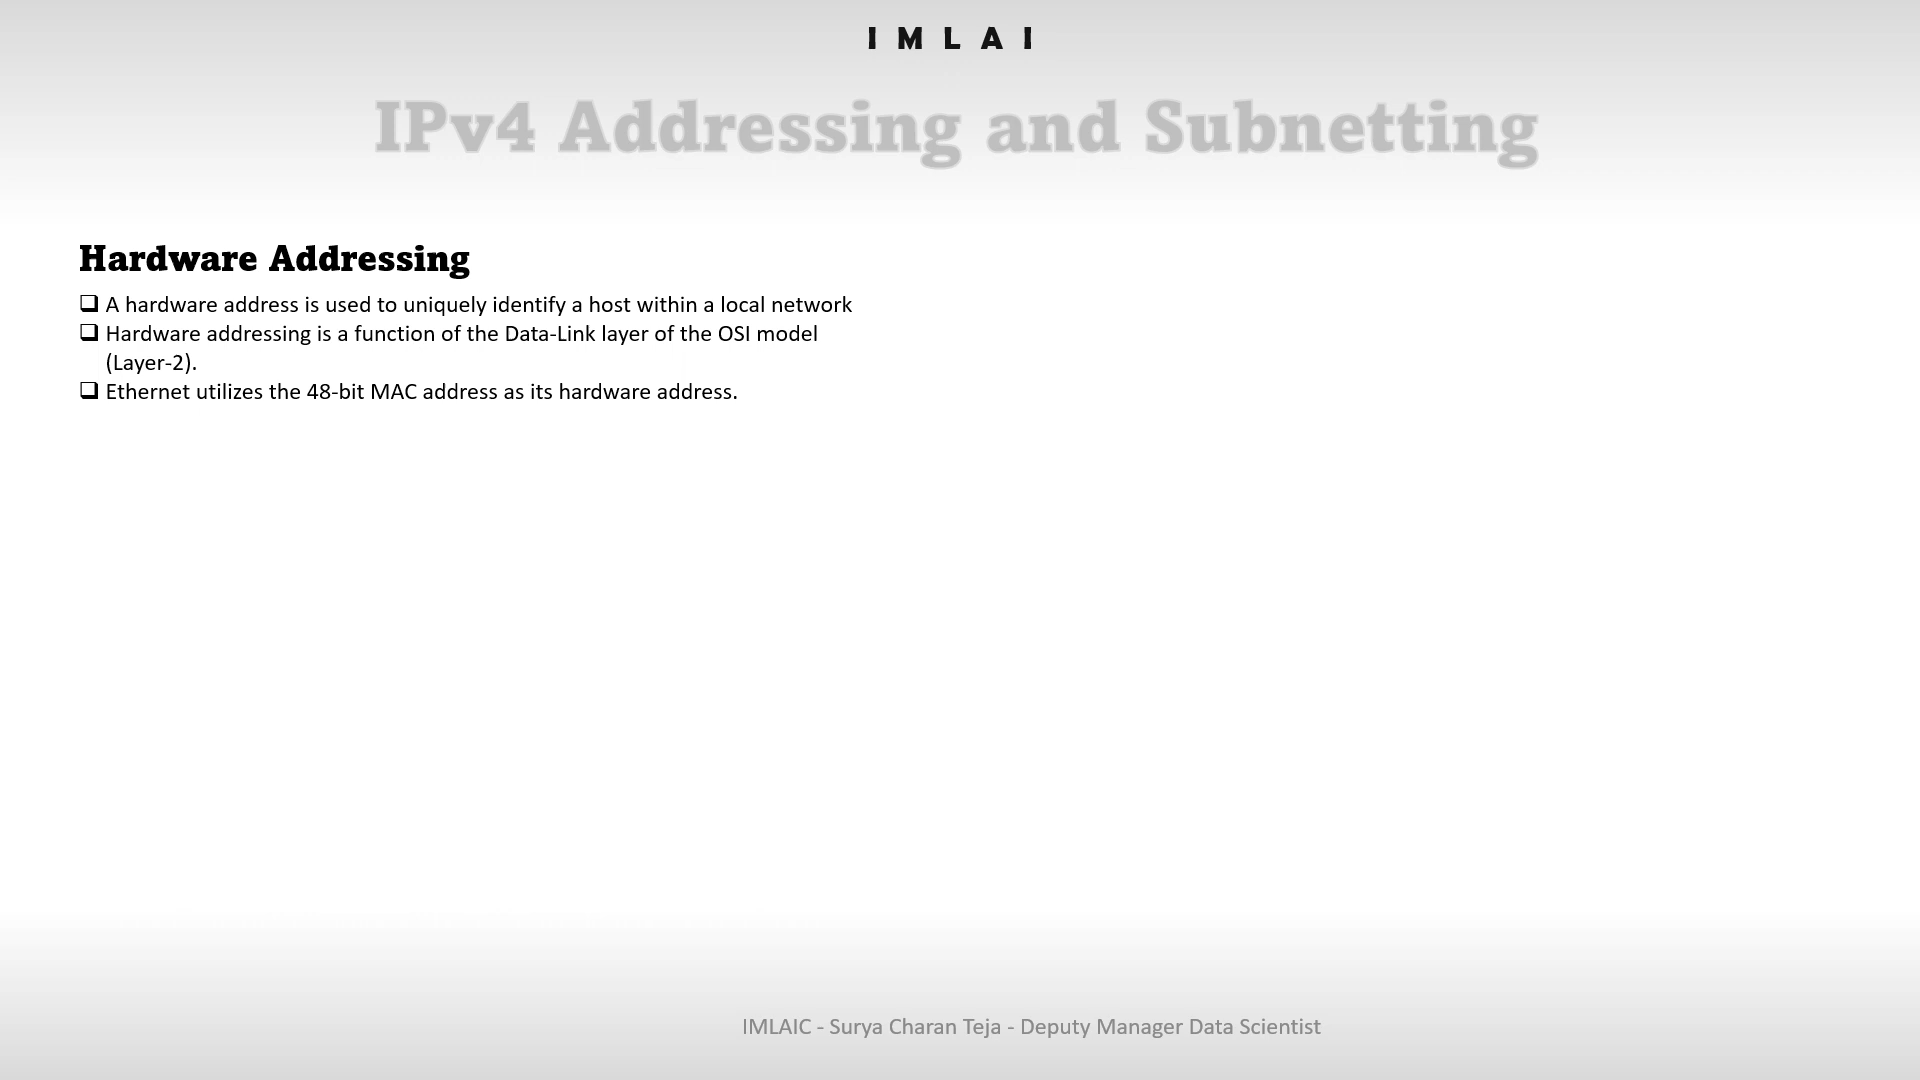 I M L A I
IPv4 Addressing and Subnetting
Hardware Addressing
❑ A hardware address is used to uniquely identify a host within a local network
❑ Hardware addressing is a function of the Data-Link layer of the OSI model
(Layer-2).
❑ Ethernet utilizes the 48-bit MAC address as its hardware address.
IMLAIC - Surya Charan Teja - Deputy Manager Data Scientist